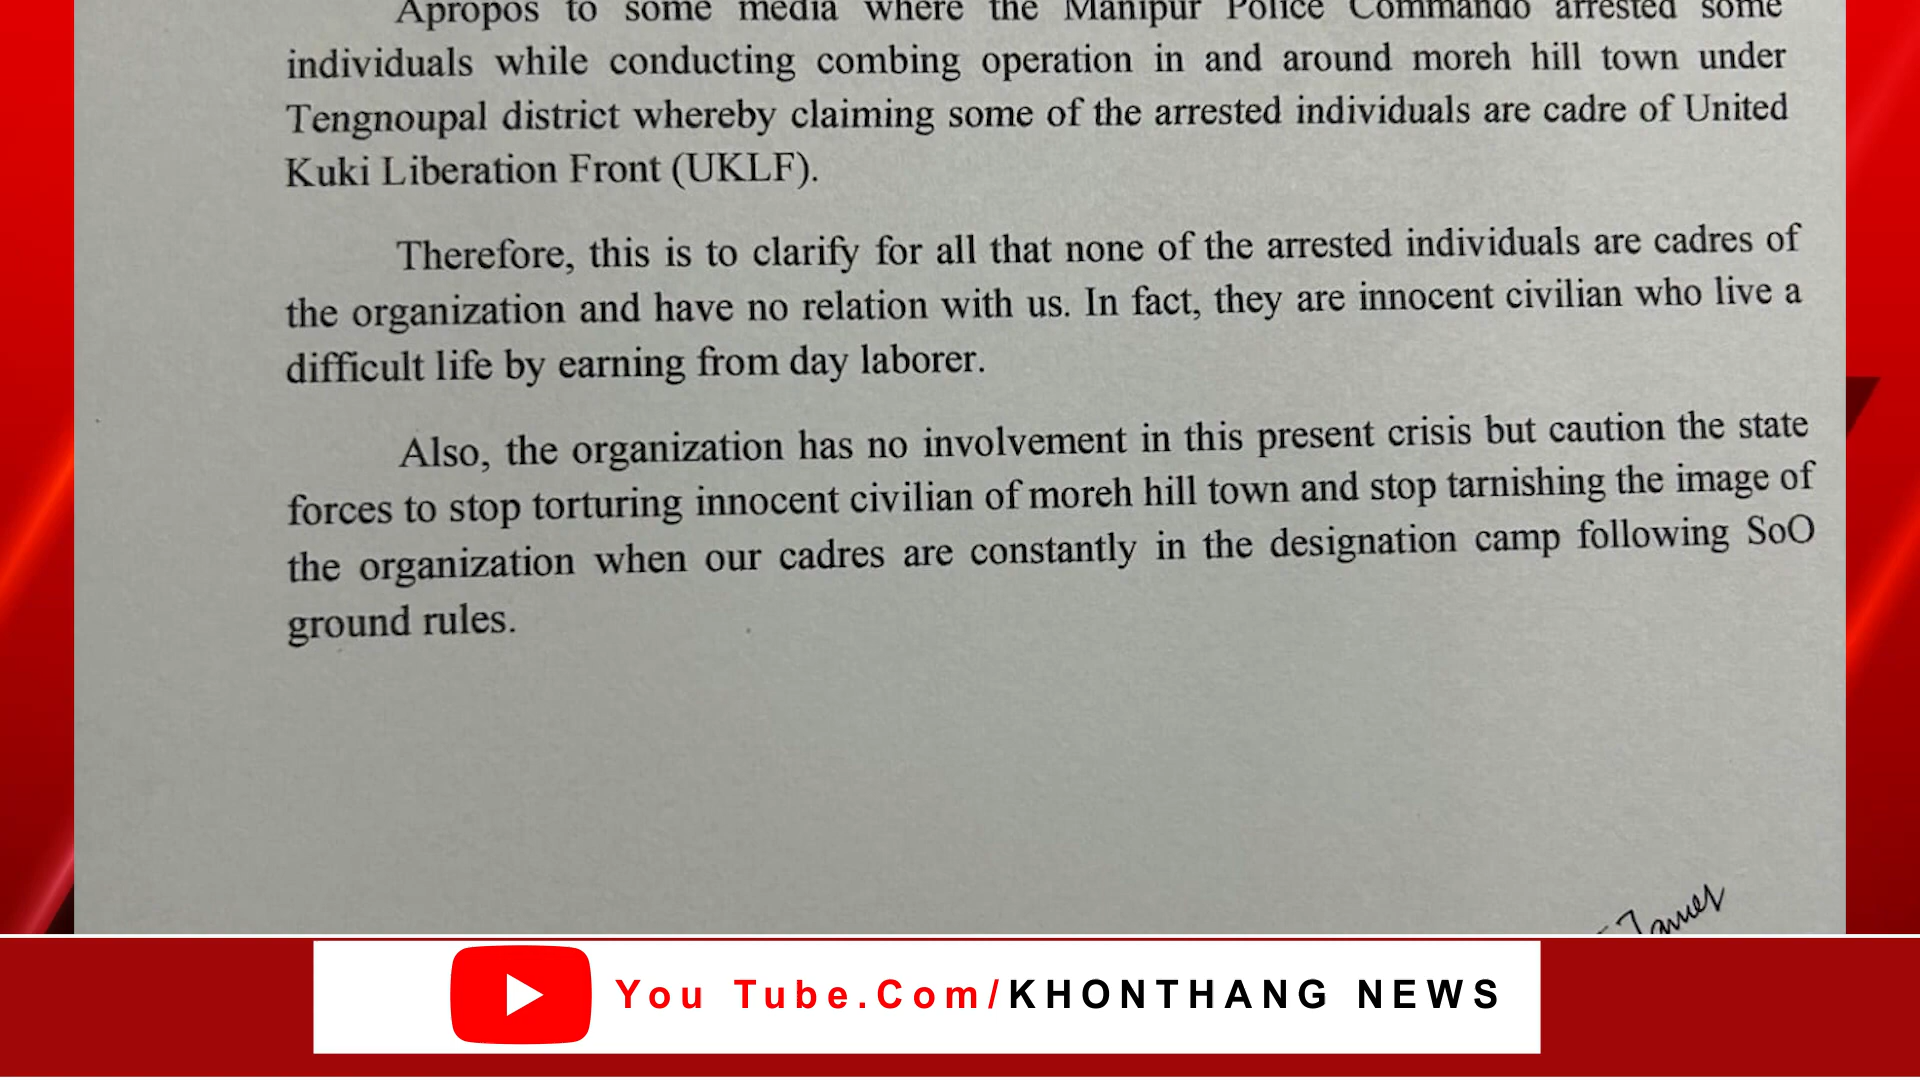 Apropos to some media where the Manipur Police Commando arrested some
individuals while conducting combing operation in and around moreh hill town under
Tengnoupal district whereby claiming some of the arrested individuals are cadre of United
Kuki Liberation Front (UKLF).
Therefore, this is to clarify for all that none of the arrested individuals are cadres of
the organization and have no relation with us. In fact, they are innocent civilian who live a
difficult life by earning from day laborer.
Also, the organization has no involvement in this present crisis but caution the state
forces to stop torturing innocent civilian of moreh hill town and stop tarnishing the image of
the organization when our cadres are constantly in the designation camp following SoO
ground rules.
You Tube.Com/KHONTHANG NEWS